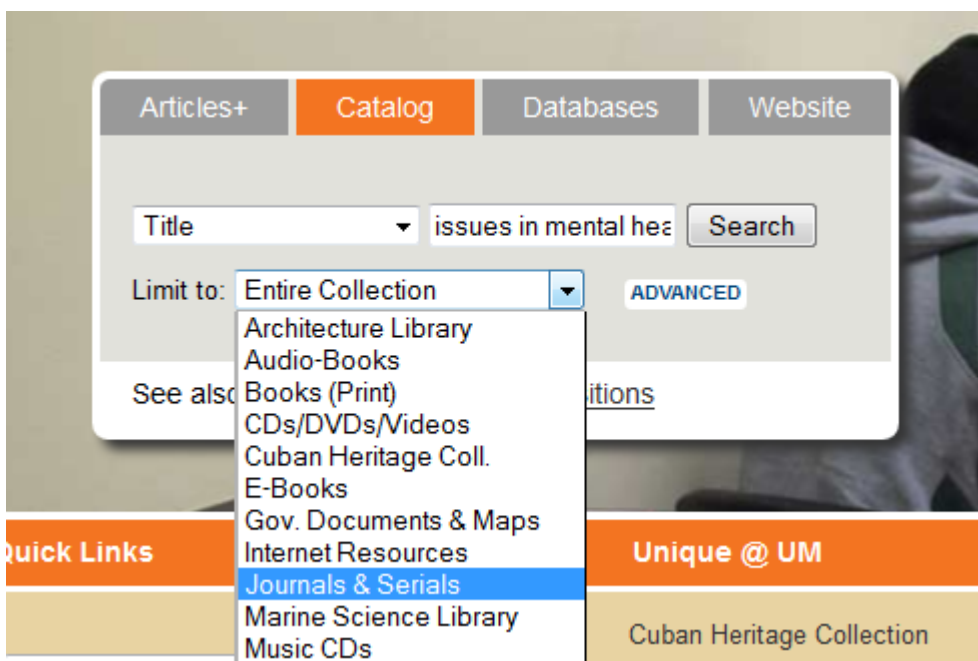 Articles+ Catalog Databases Website
Title issues in mental hea Search
Limit to: Entire Collection ADVANCED
Architecture Library
Audio-Books
See also Books (Print) itions
CDs/DVDs/Videos
Cuban Heritage Coll.
E-Books
Gov. Documents & Maps
Quick Links Internet Resources Unique @ UM
Journals & Serials
Marine Science Library
Cuban Heritage Collection
Music CDs